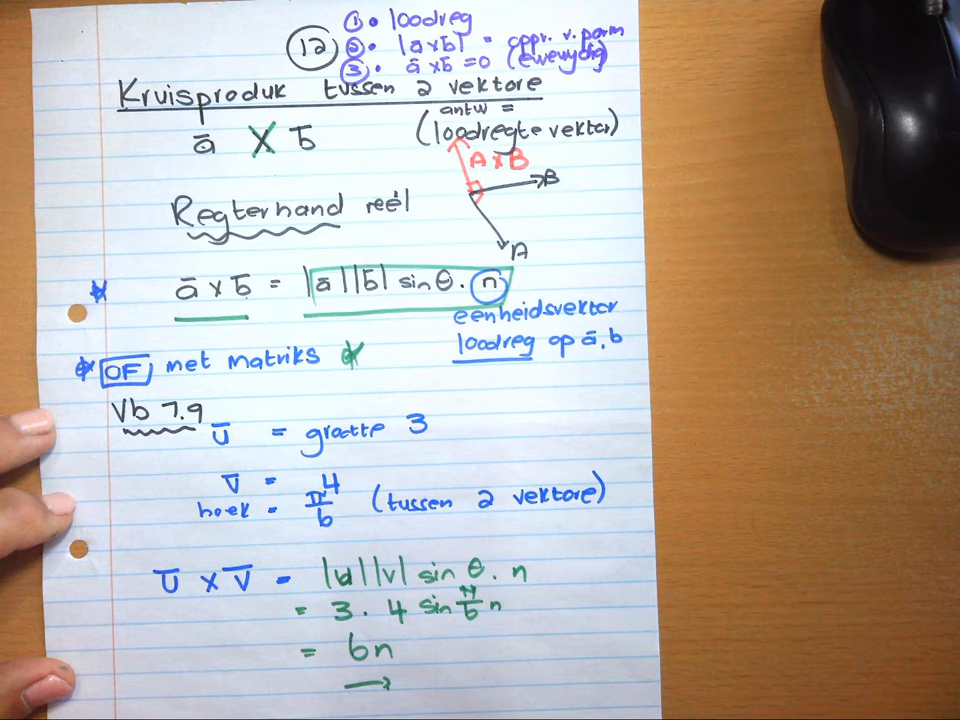 12
① • loodreg
② • |a x b̄| = oppv. v. parm
③ • ā x b̄ = 0 (ewewydig)
Kruisproduk tussen 2 vektore
antw =
ā X b̄ (loodregte vektor)
A x B
B
Regterhand reël
A
ā x b̄ = |ā||b̄| sin θ . n
eenheidsvektor
loodreg op ā, b
* OF met matriks *
Vb 7.9
ū = grootte 3
v̄ = 4
hoek = π/6 (tussen 2 vektore)
ū x v̄ = |u||v| sin θ . n
= 3 . 4 sin π/6 n
= 6n